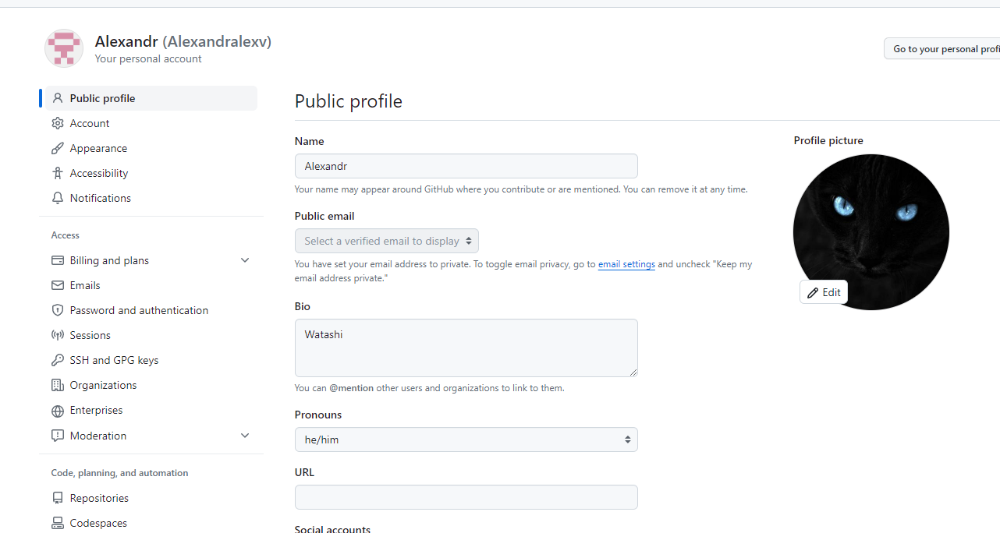 Alexandr (Alexandralexv)
Your personal account
Go to your personal profi
Public profile
Account
Appearance
Accessibility
Notifications
Access
Billing and plans
Emails
Password and authentication
Sessions
SSH and GPG keys
Organizations
Enterprises
Moderation
Code, planning, and automation
Repositories
Codespaces
Public profile
Name
Alexandr
Your name may appear around GitHub where you contribute or are mentioned. You can remove it at any time.
Public email
Select a verified email to display
You have set your email address to private. To toggle email privacy, go to email settings and uncheck "Keep my
email address private."
Bio
Watashi
You can @mention other users and organizations to link to them.
Pronouns
he/him
URL
Social accounts
Profile picture
Edit